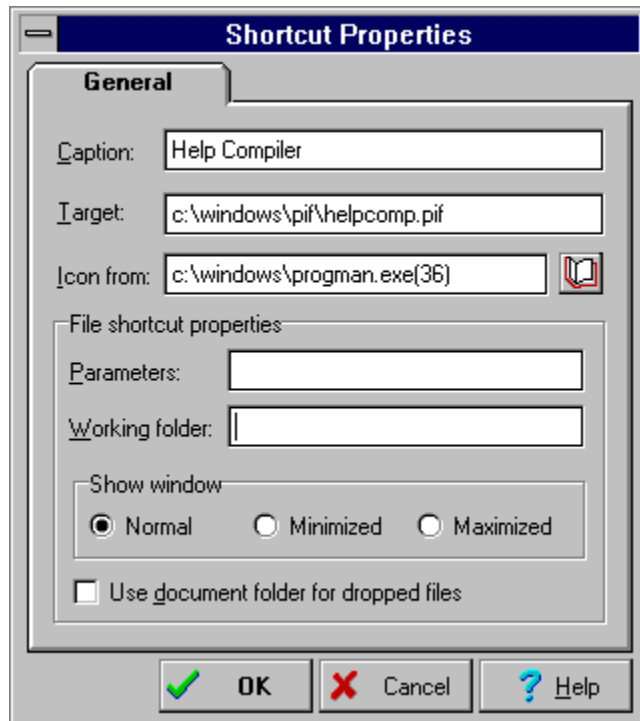 Shortcut Properties
General
Caption: Help Compiler
Target: c:\windows\pif\helpcomp.pif
Icon from: c:\windows\progman.exe(36)
File shortcut properties
Parameters:
Working folder:
Show window
Normal Minimized Maximized
Use document folder for dropped files
OK Cancel Help